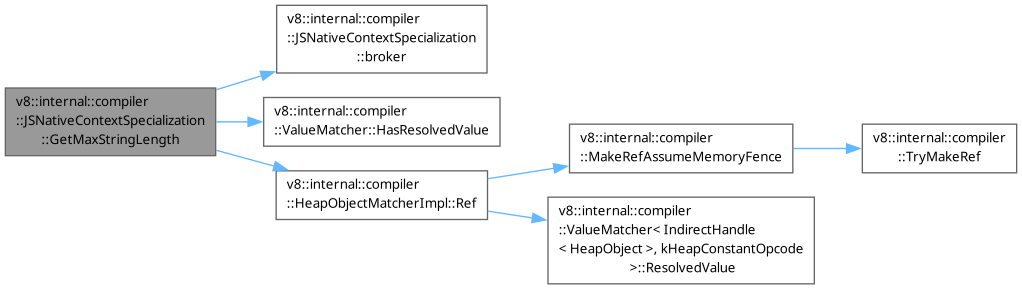 v8::internal::compiler
::JSNativeContextSpecialization
::GetMaxStringLength
v8::internal::compiler
::JSNativeContextSpecialization
::broker
v8::internal::compiler
::ValueMatcher::HasResolvedValue
v8::internal::compiler
::HeapObjectMatcherImpl::Ref
v8::internal::compiler
::MakeRefAssumeMemoryFence
v8::internal::compiler
::TryMakeRef
v8::internal::compiler
::ValueMatcher< IndirectHandle
< HeapObject >, kHeapConstantOpcode
>::ResolvedValue